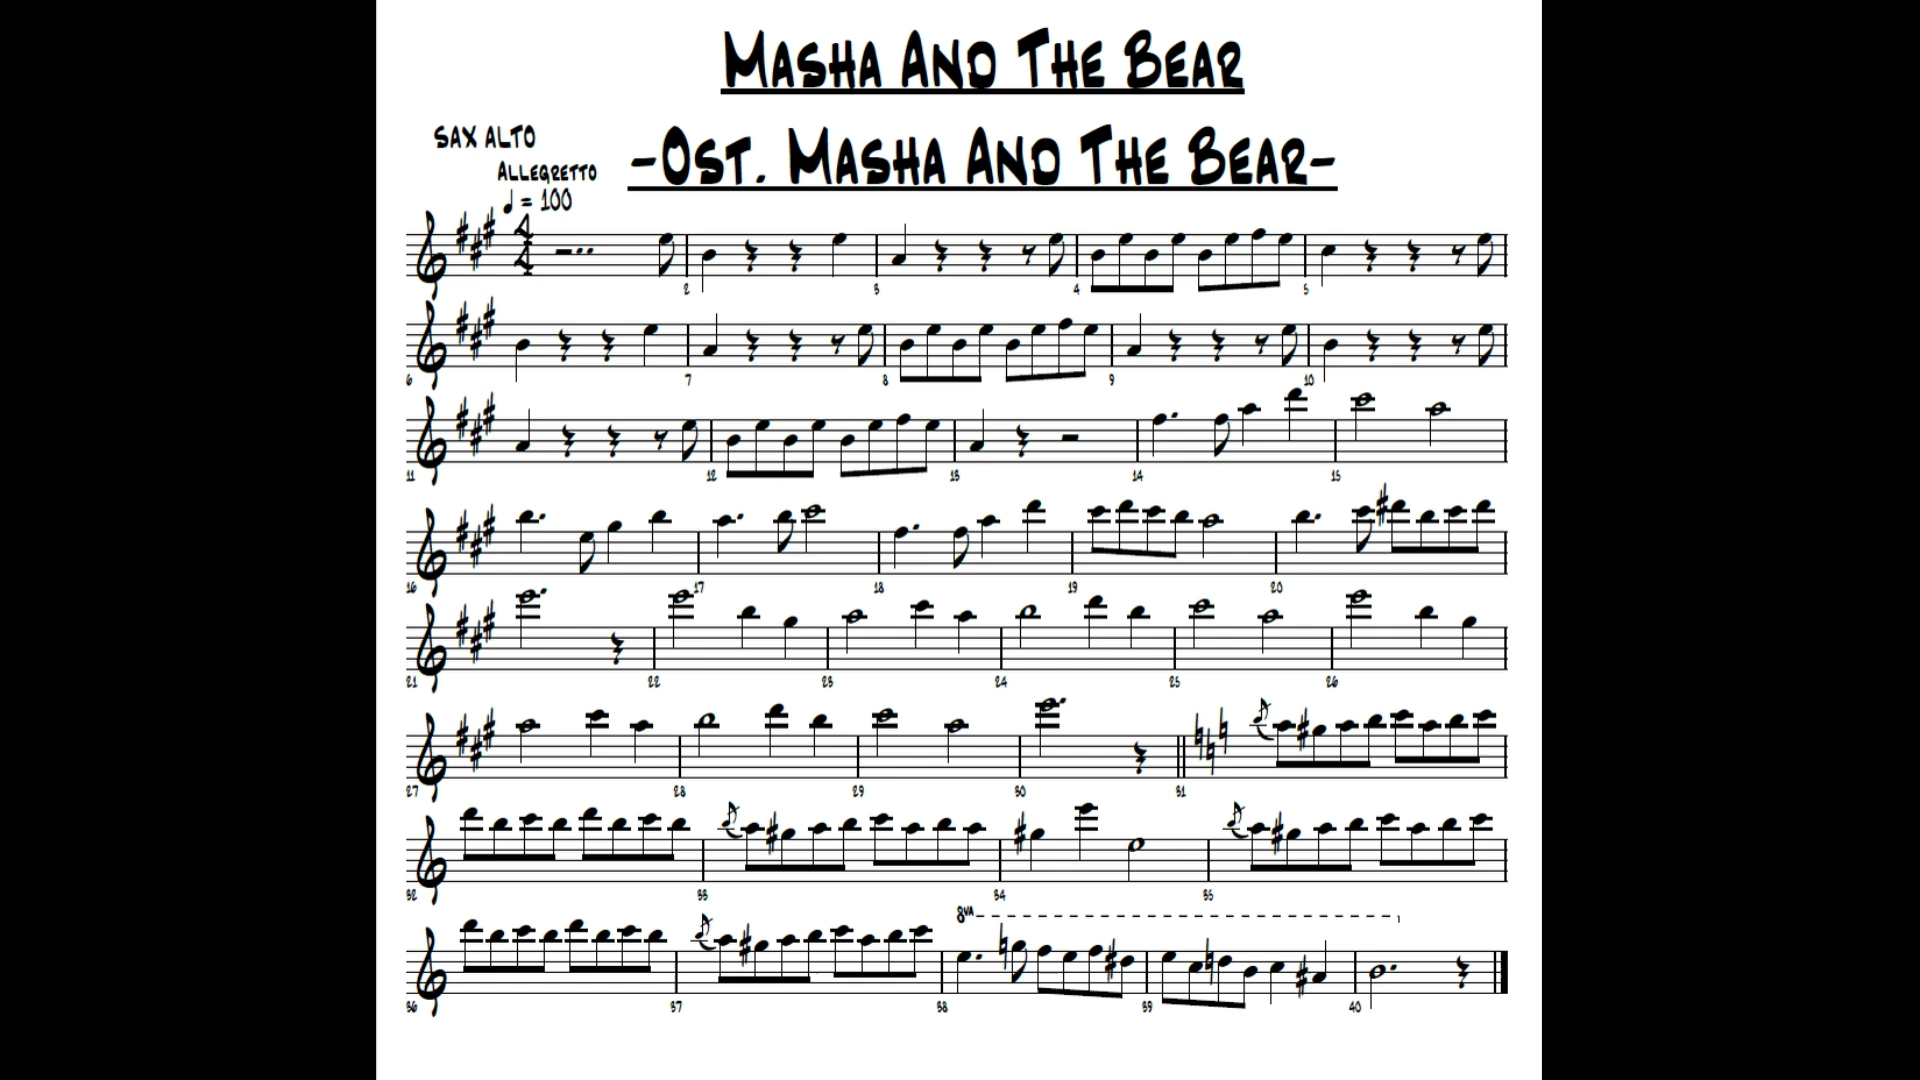 MASHA AND THE BEAR
-OST. MASHA AND THE BEAR-
SAX ALTO
ALLEGRETTO
♩ = 100
4
4
2 3 4 5
6 7 8 9 10
11 12 13 14 15
16 17 18 19 20
21 22 23 24 25 26
27 28 29 30 31
32 33 34 35
8VA
36 37 38 39 40